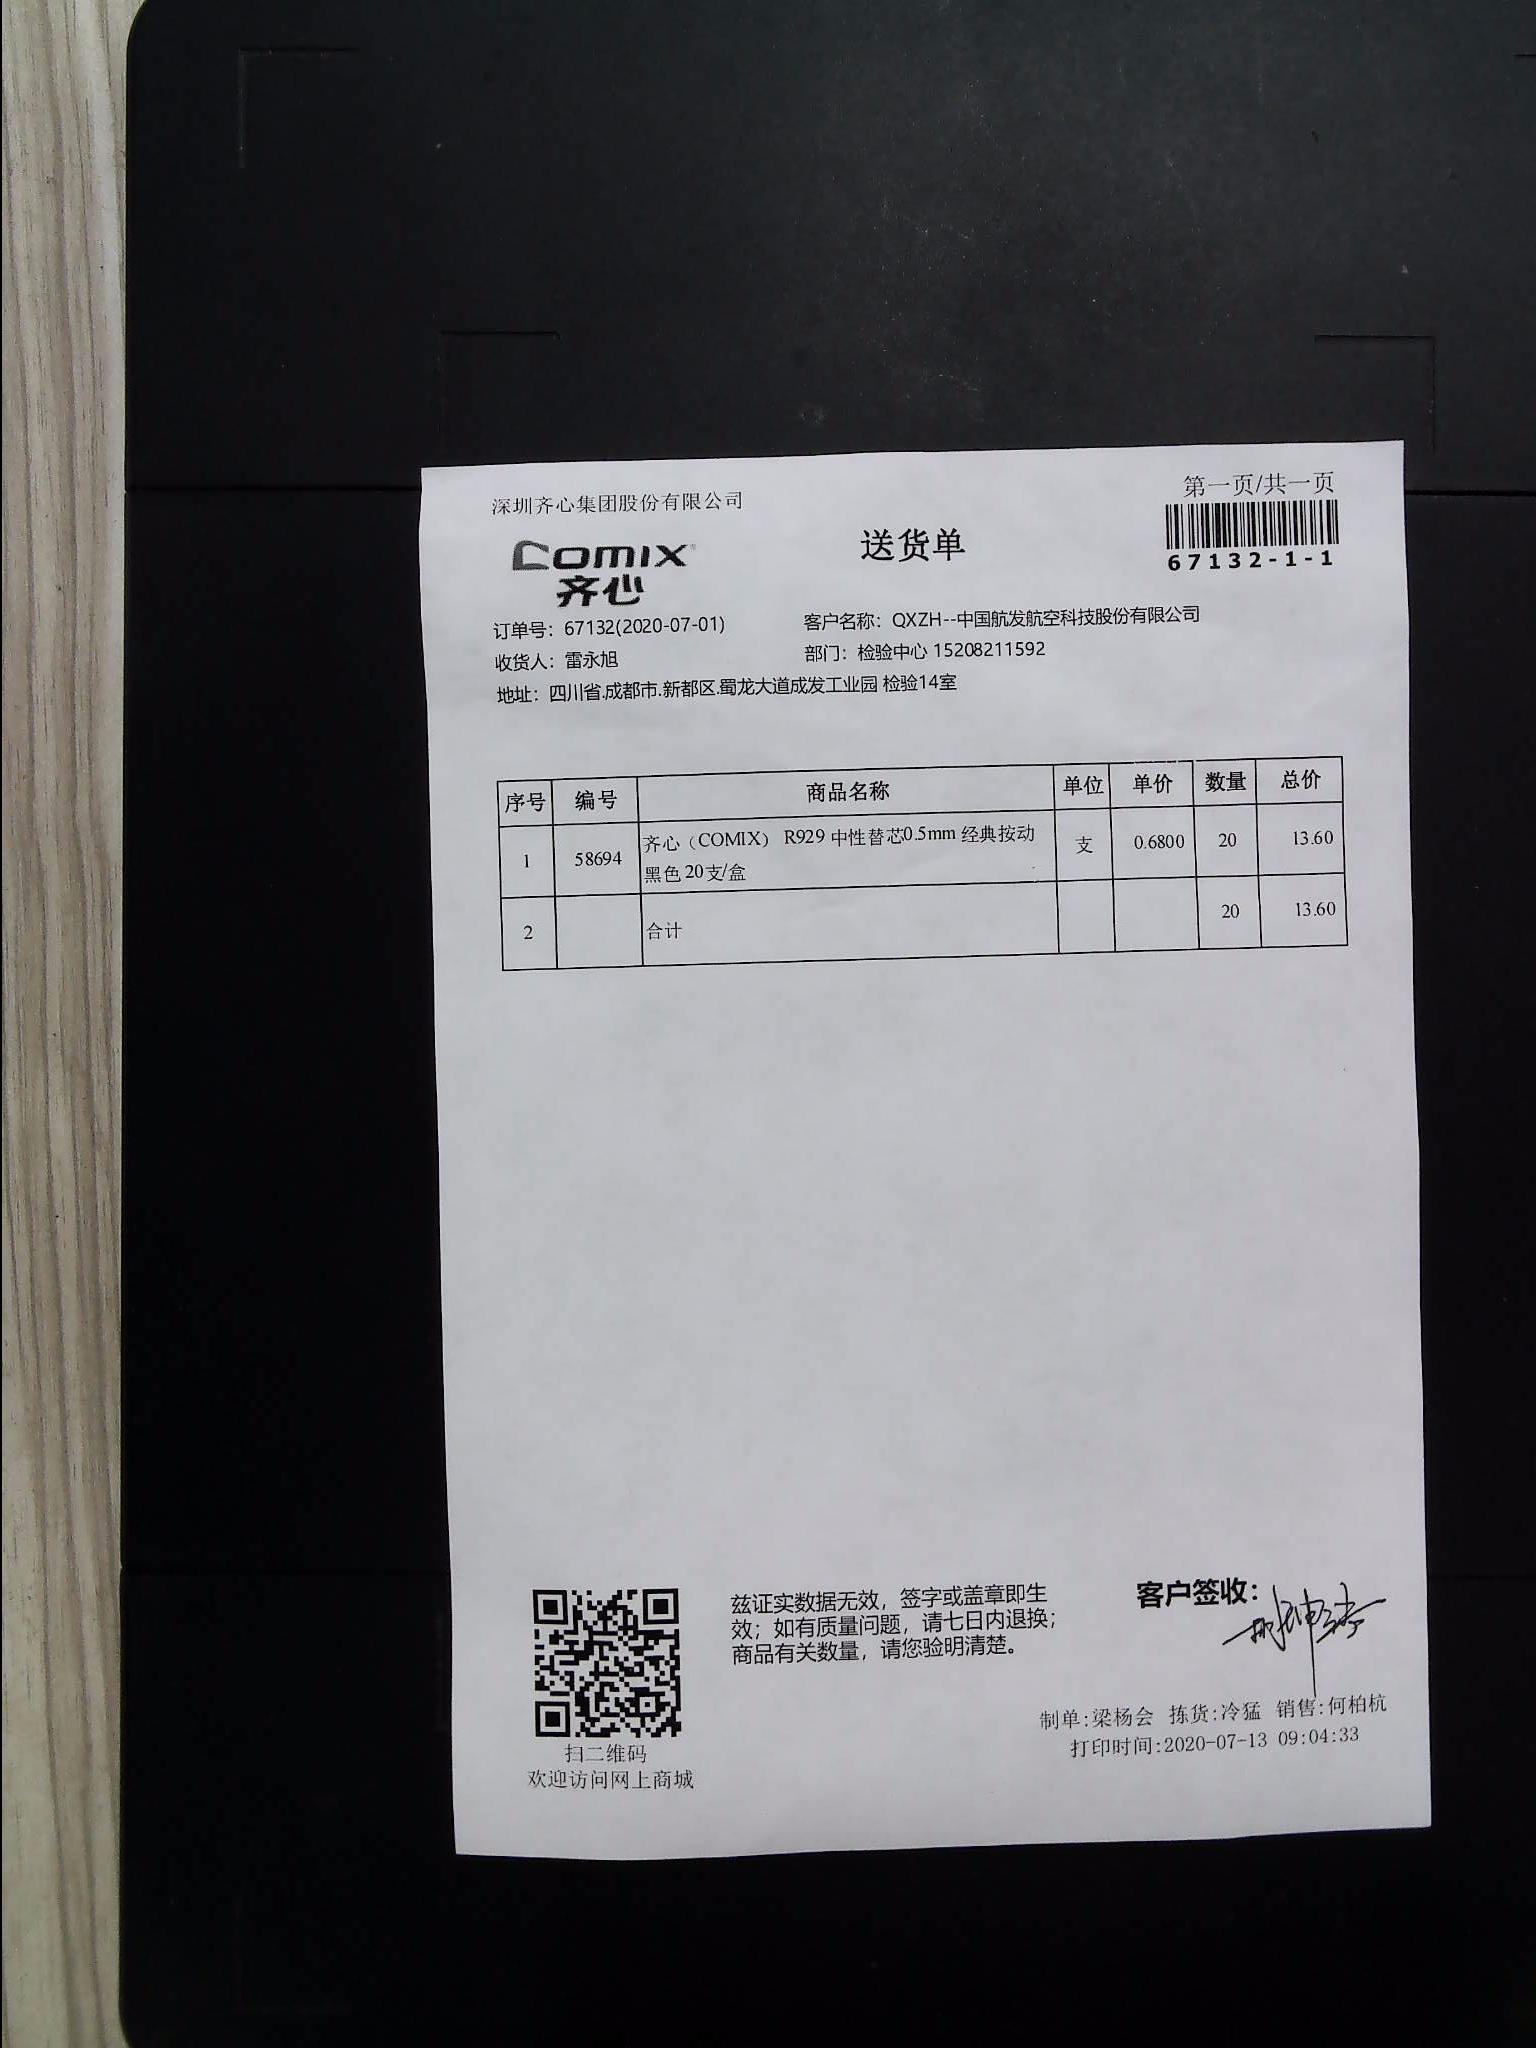 深圳齐心集团股份有限公司
第一页/共一页
COMIX
齐心
送货单
67132-1-1
订单号：67132(2020-07-01)
客户名称：QXZH--中国航发航空科技股份有限公司
收货人：雷永旭
部门：检验中心 15208211592
地址：四川省.成都市.新都区.蜀龙大道成发工业园 检验14室
序号 编号 商品名称 单位 单价 数量 总价
1 58694 齐心（COMIX） R929 中性替芯0.5mm 经典按动 支 0.6800 20 13.60
黑色 20支/盒
2 合计 20 13.60
兹证实数据无效，签字或盖章即生
效；如有质量问题，请七日内退换；
商品有关数量，请您验明清楚。
客户签收：
制单:梁杨会 拣货:冷猛 销售:何柏杭
打印时间:2020-07-13 09:04:33
扫二维码
欢迎访问网上商城